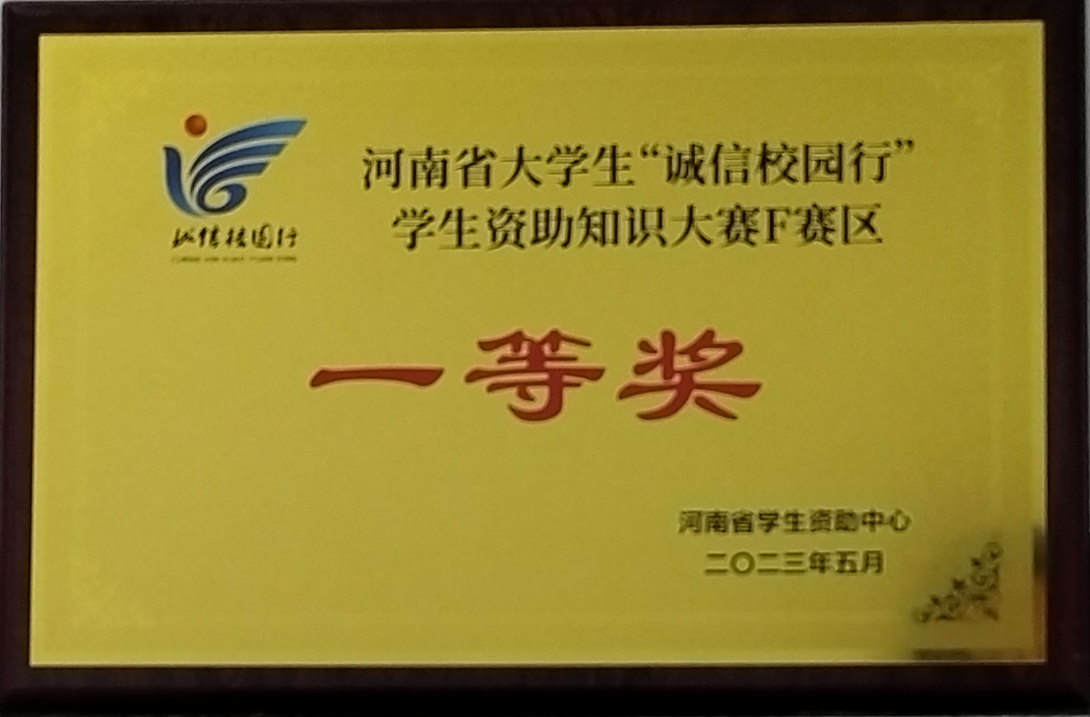 诚信校园行
河南省大学生“诚信校园行”
学生资助知识大赛F赛区
一等奖
河南省学生资助中心
二〇二三年五月